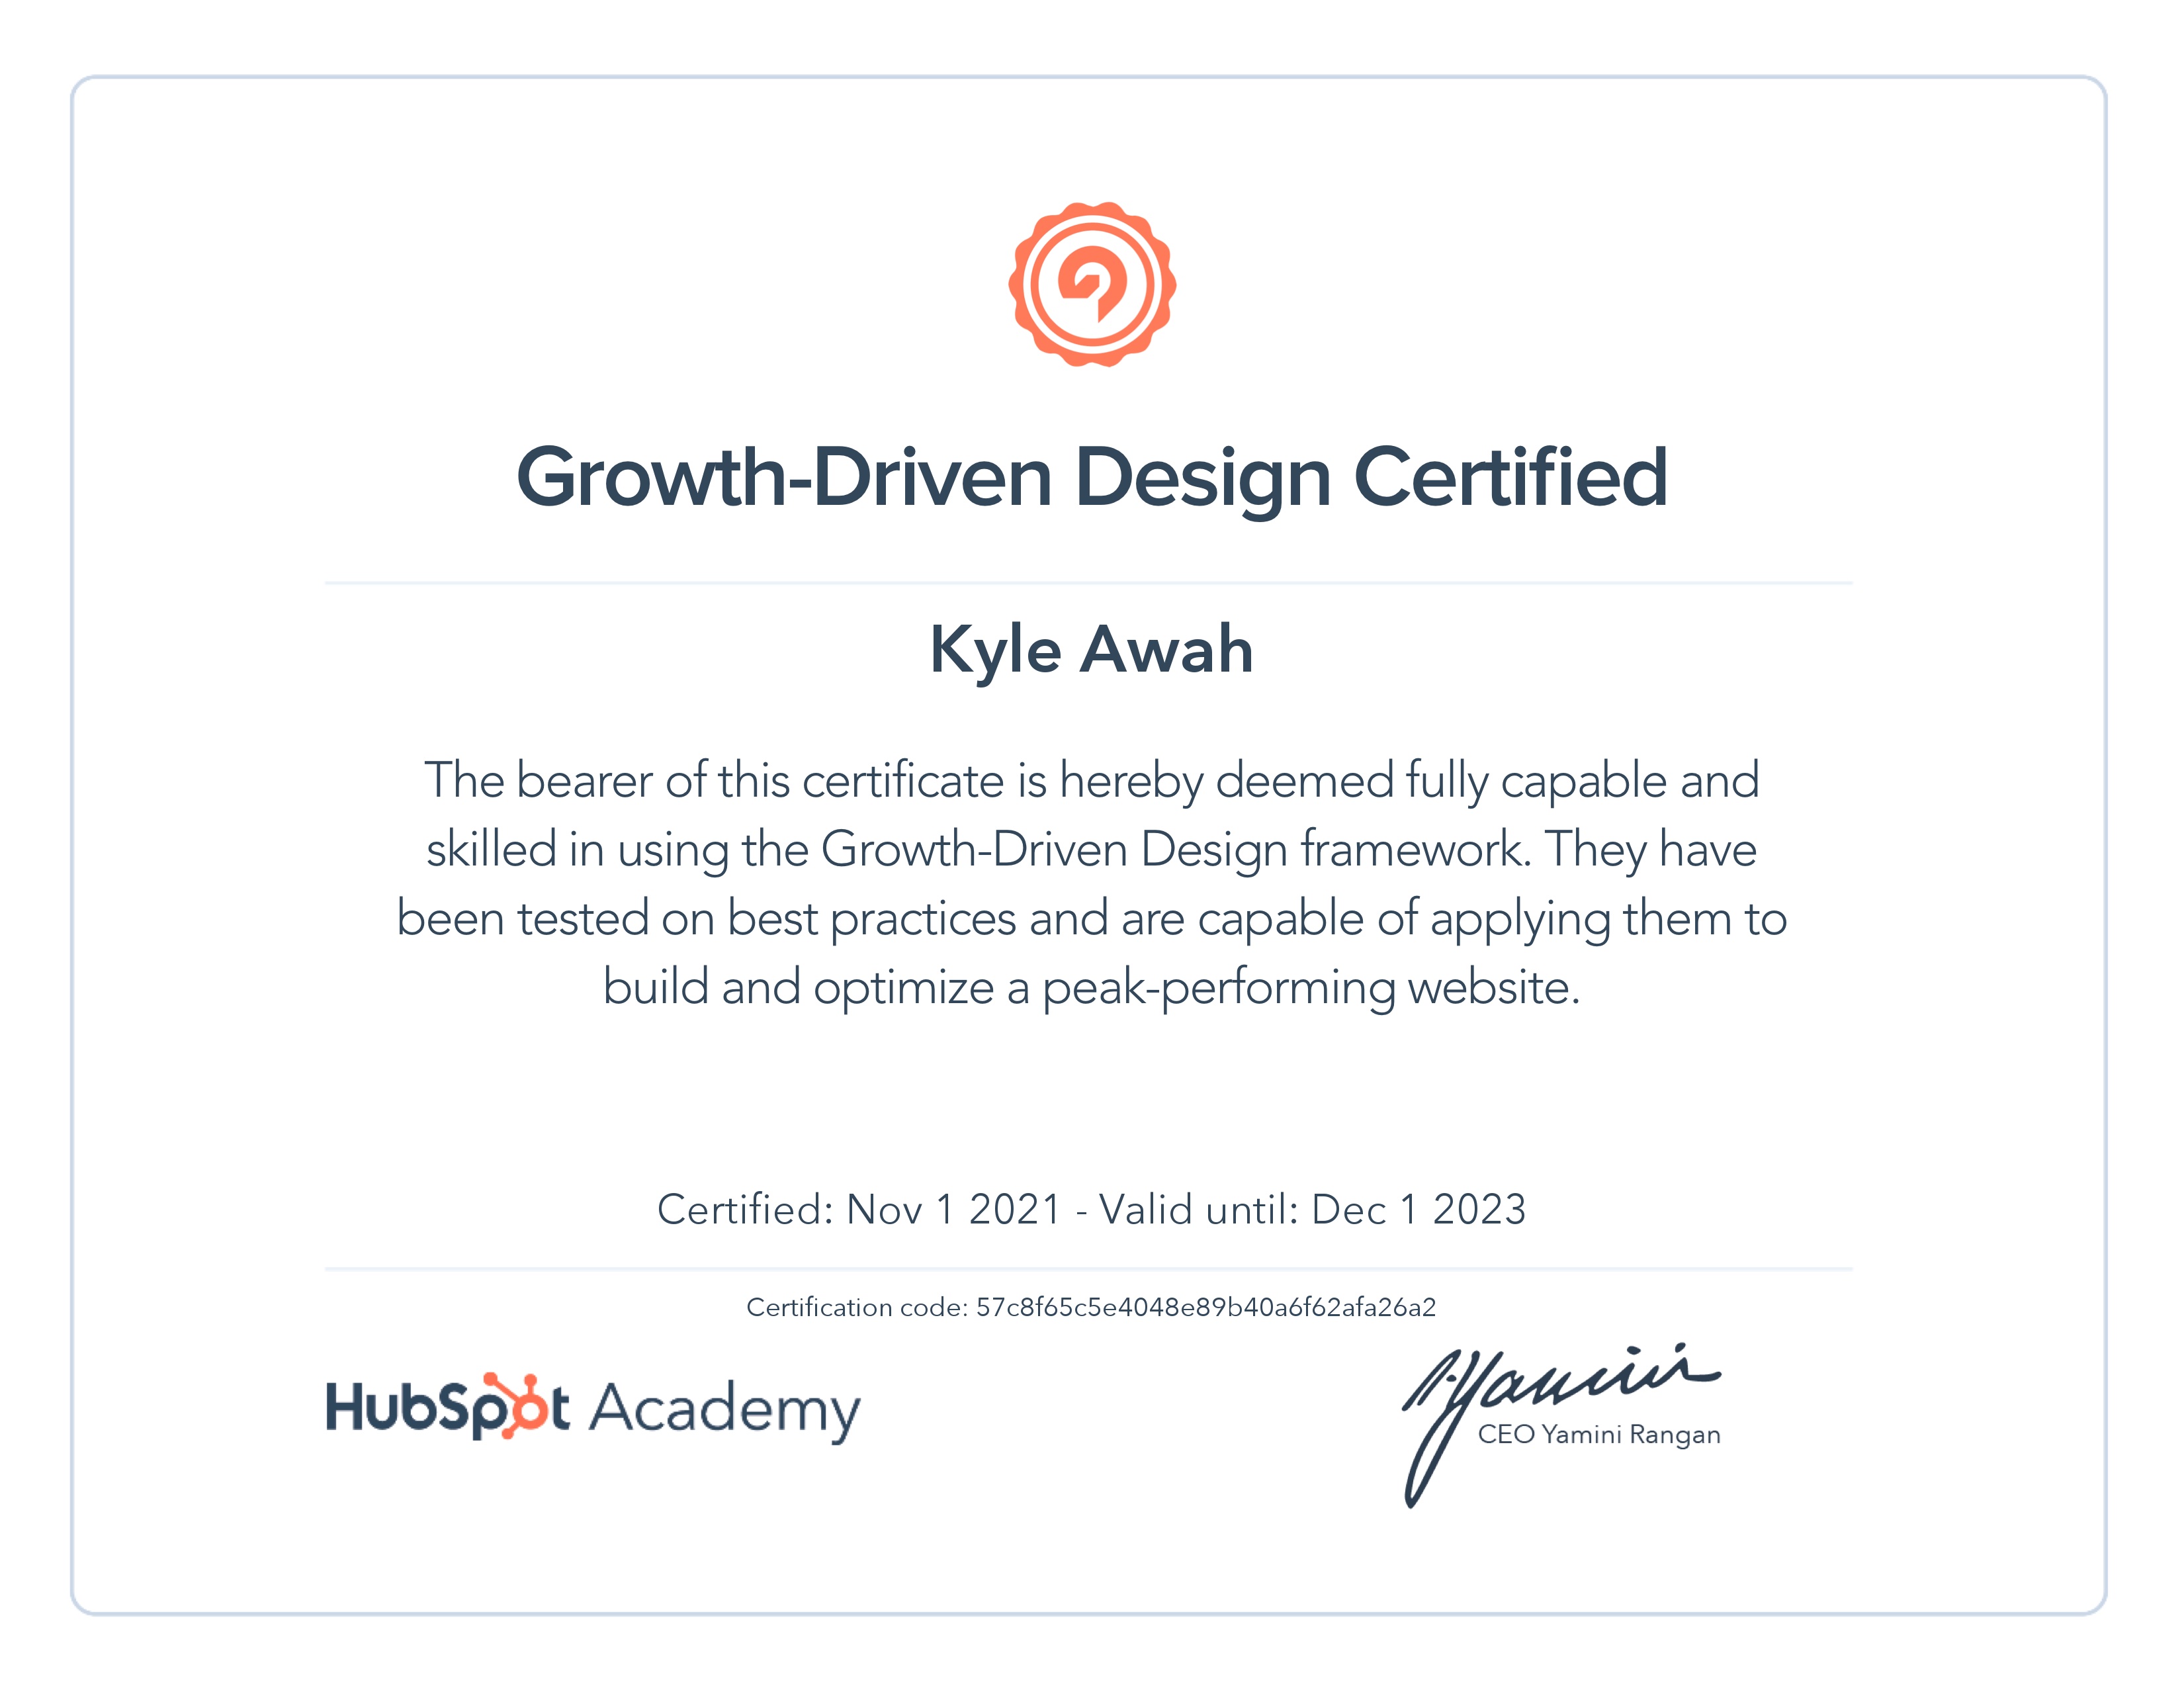 Growth-Driven Design Certified
Kyle Awah
The bearer of this certificate is hereby deemed fully capable and
skilled in using the Growth-Driven Design framework. They have
been tested on best practices and are capable of applying them to
build and optimize a peak-performing website.
Certified: Nov 1 2021 - Valid until: Dec 1 2023
Certification code: 57c8f65c5e4048e89b40a6f62afa26a2
HubSpot Academy
Yamini
CEO Yamini Rangan